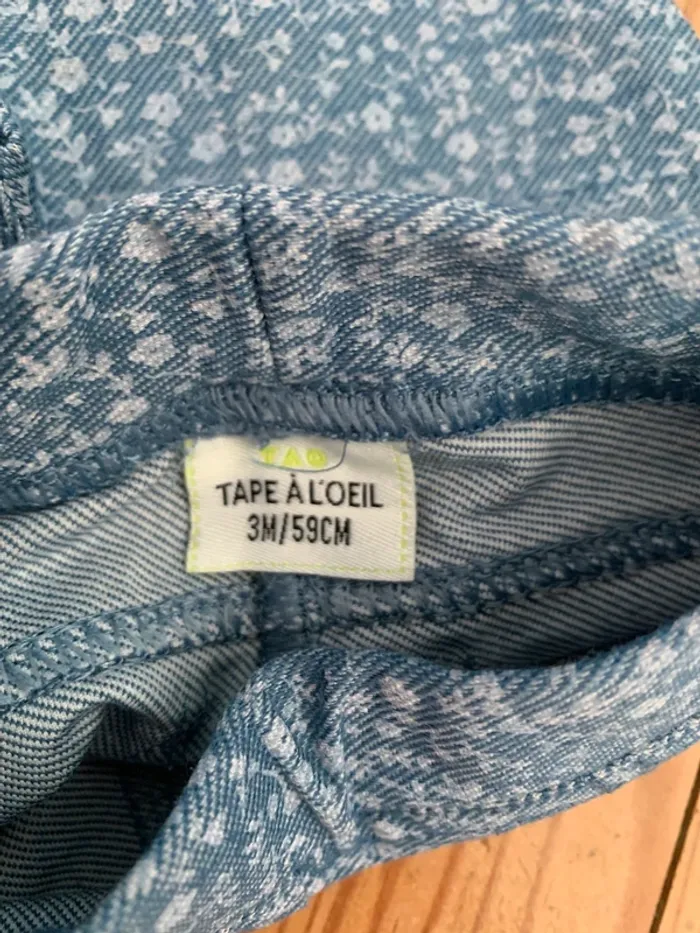 TAO
TAPE À L'OEIL
3M/59CM